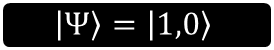 |Ψ⟩ = |1,0⟩